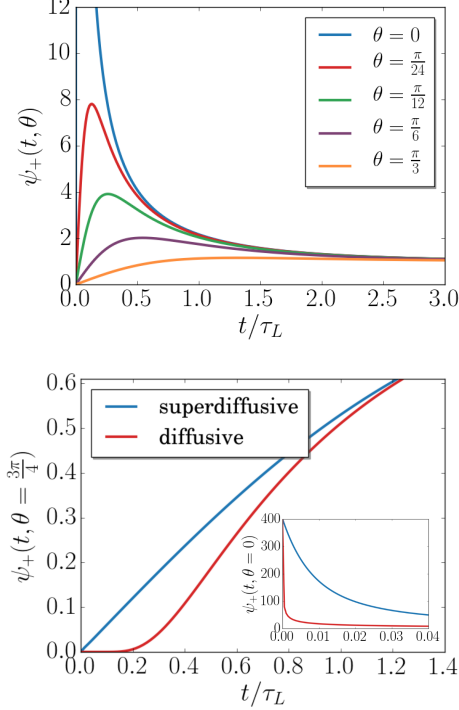 12
10
8
6
4
2
0
ψ₊(t, θ)
θ = 0
θ = π/24
θ = π/12
θ = π/6
θ = π/3
0.0 0.5 1.0 1.5 2.0 2.5 3.0
t/τ_L
0.6
0.5
0.4
0.3
0.2
0.1
0.0
ψ₊(t, θ = 3π/4)
superdiffusive
diffusive
400
300
200
100
0
ψ₊(t, θ = 0)
0.00 0.01 0.02 0.03 0.04
0.0 0.2 0.4 0.6 0.8 1.0 1.2 1.4
t/τ_L